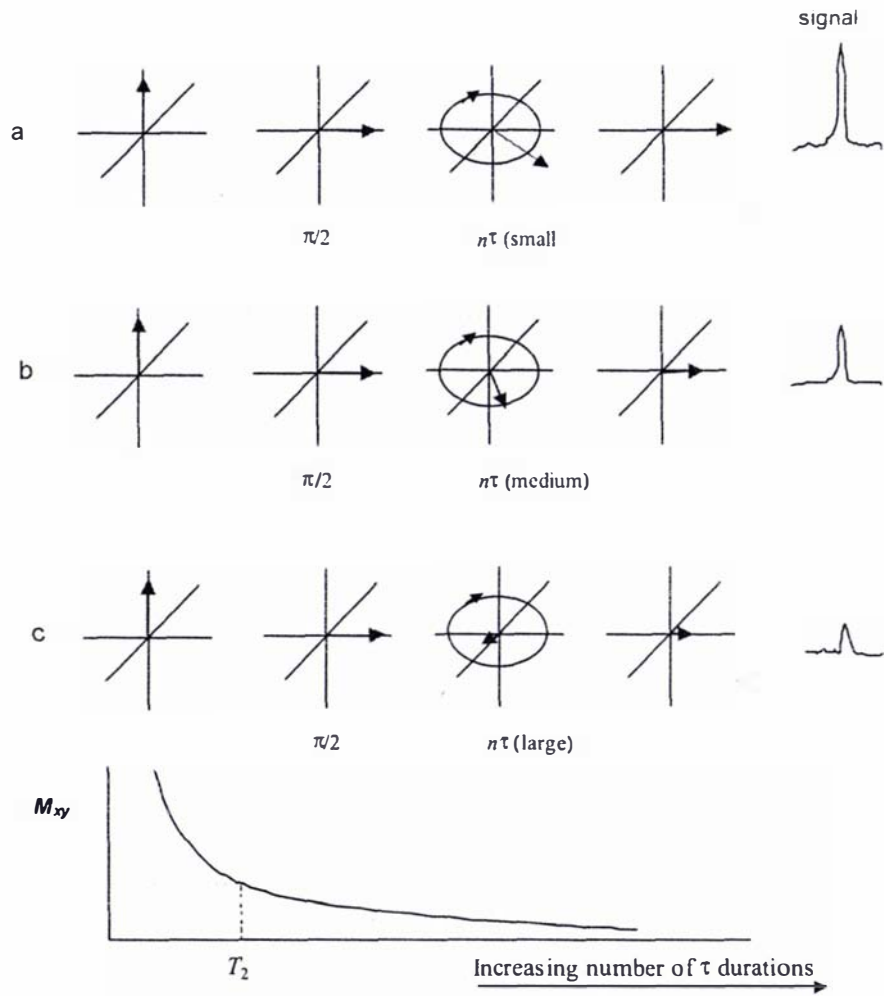 signal
a
π/2 nτ (small
b
π/2 nτ (medium)
c
π/2 nτ (large)
Mxy
T2 Increasing number of τ durations